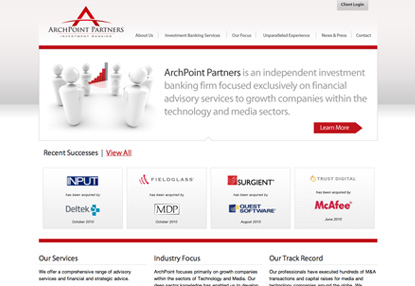 Client Login
ARCHPOINT PARTNERS
INVESTMENT BANKING
About Us Investment Banking Services Our Focus Unparalleled Experience News & Press Contact
ArchPoint Partners is an independent investment
banking firm focused exclusively on financial
advisory services to growth companies within the
technology and media sectors.
Learn More
Recent Successes | View All
INPUT FIELDGLASS SURGIENT TRUST DIGITAL
has been acquired by has been acquired by has been acquired by has been acquired by
Deltek MDP QUEST SOFTWARE McAfee
October 2010 October 2010 August 2010 June 2010
Our Services Industry Focus Our Track Record
We offer a comprehensive range of advisory ArchPoint focuses primarily on growth companies Our professionals have executed hundreds of M&A
services and financial and strategic advice. within the sectors of Technology and Media. Our transactions and capital raises for media and
deep sector knowledge has enabled us to develop technology companies around the globe. We